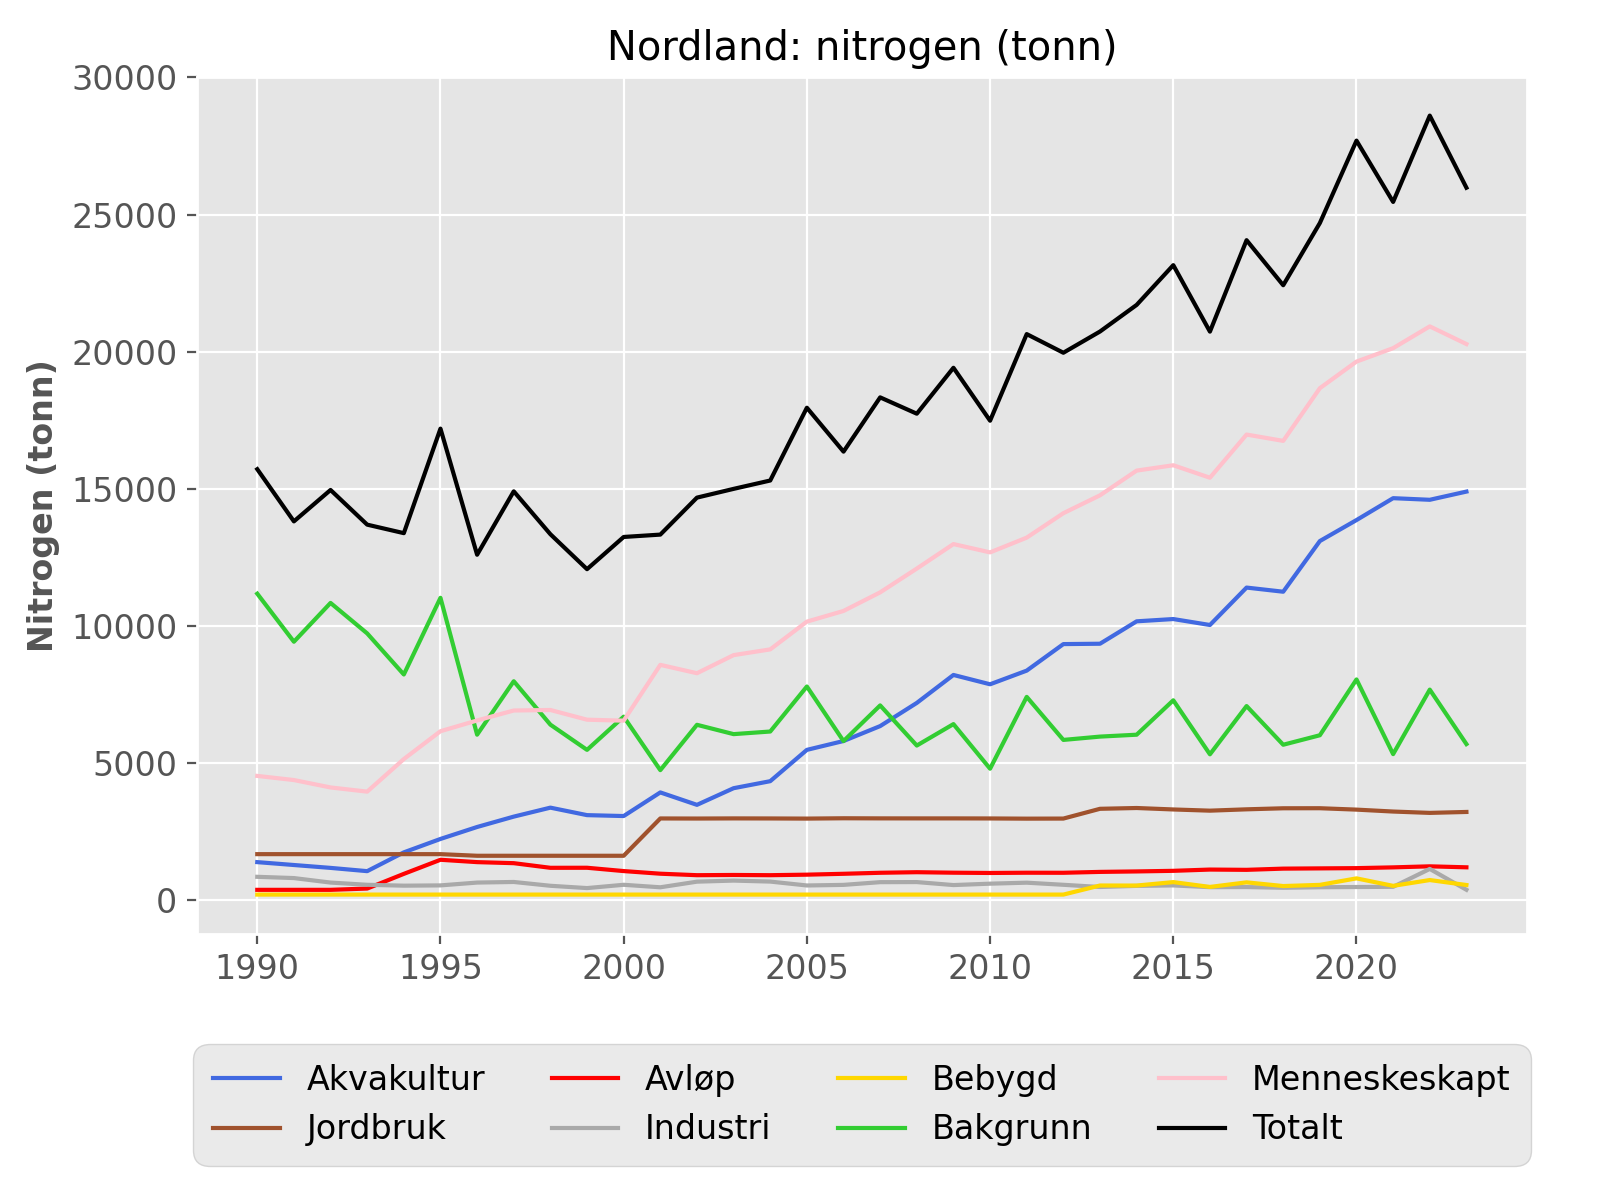 Nordland: nitrogen (tonn)
Nitrogen (tonn)
30000
25000
20000
15000
10000
5000
0
1990 1995 2000 2005 2010 2015 2020
Akvakultur Avløp Bebygd Menneskeskapt
Jordbruk Industri Bakgrunn Totalt